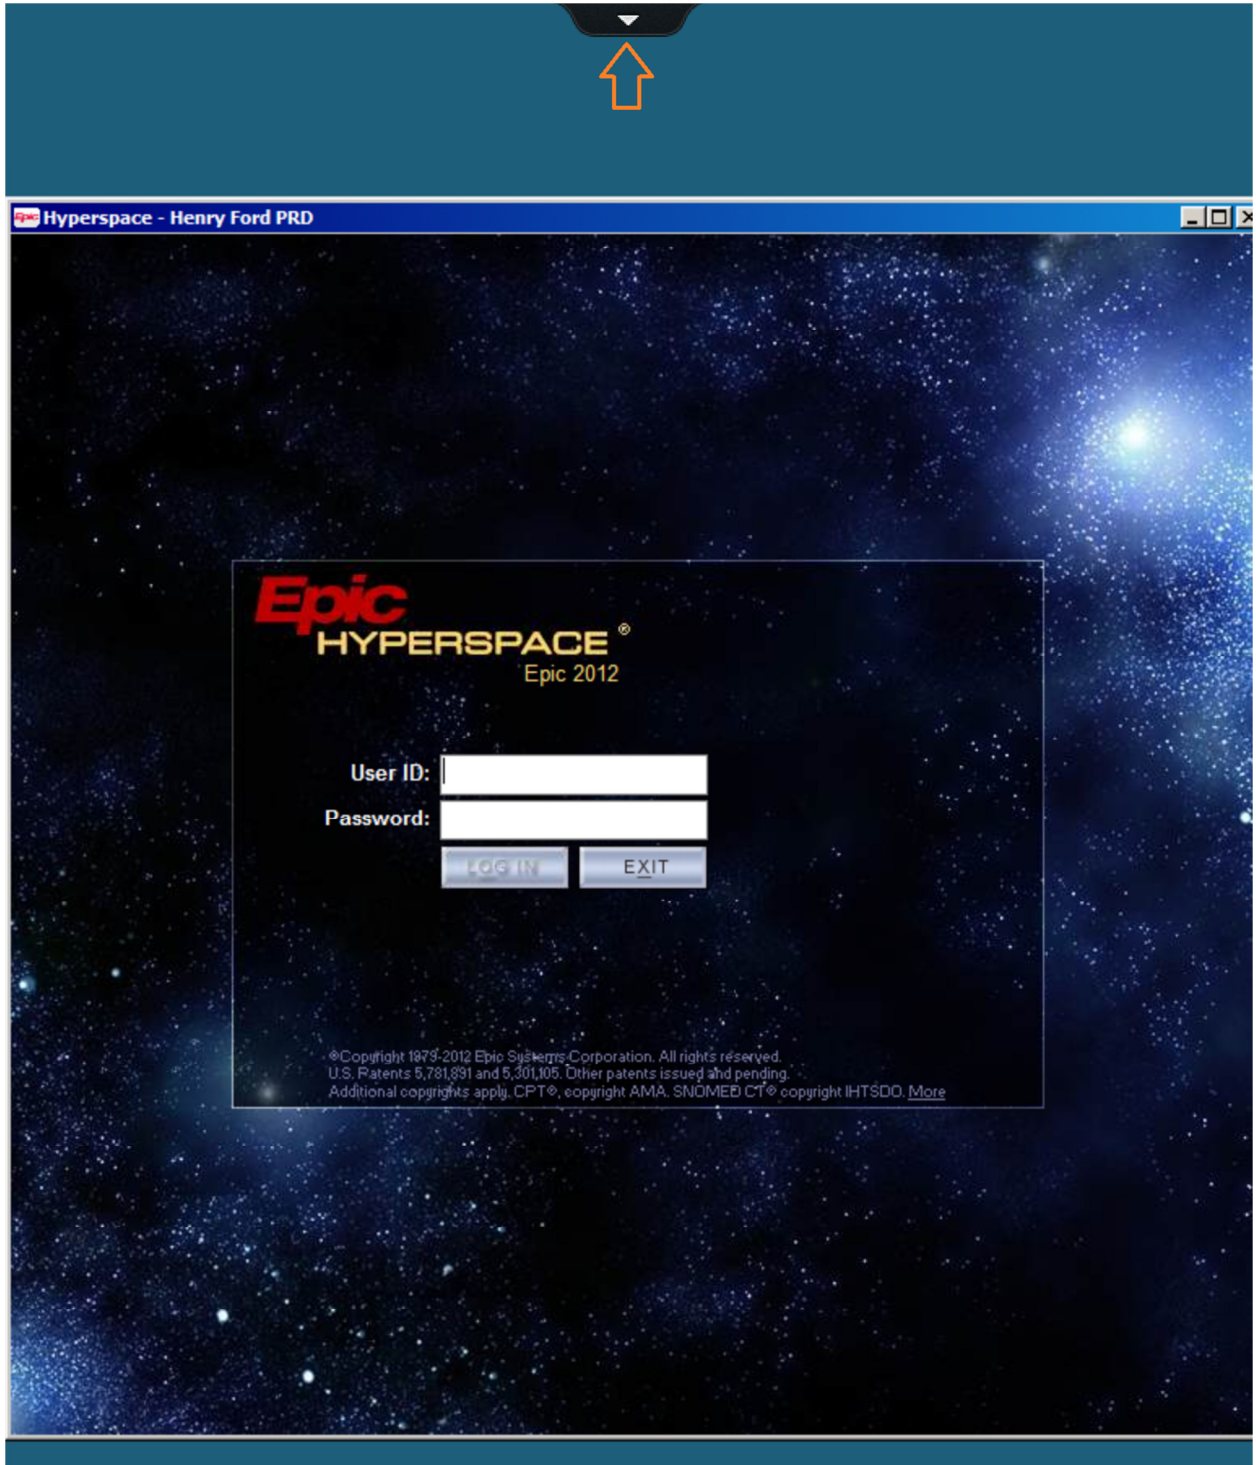 Epic Hyperspace - Henry Ford PRD
Epic
HYPERSPACE ®
Epic 2012
User ID:
Password:
LOG IN EXIT
©Copyright 1979-2012 Epic Systems Corporation. All rights reserved.
U.S. Patents 5,781,891 and 5,301,105. Other patents issued and pending.
Additional copyrights apply. CPT®, copyright AMA. SNOMED CT® copyright IHTSDO. More